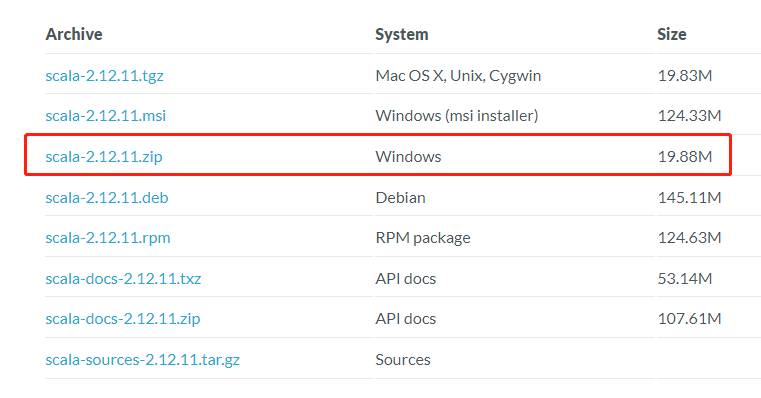 Archive System Size
scala-2.12.11.tgz Mac OS X, Unix, Cygwin 19.83M
scala-2.12.11.msi Windows (msi installer) 124.33M
scala-2.12.11.zip Windows 19.88M
scala-2.12.11.deb Debian 145.11M
scala-2.12.11.rpm RPM package 124.63M
scala-docs-2.12.11.txz API docs 53.14M
scala-docs-2.12.11.zip API docs 107.61M
scala-sources-2.12.11.tar.gz Sources